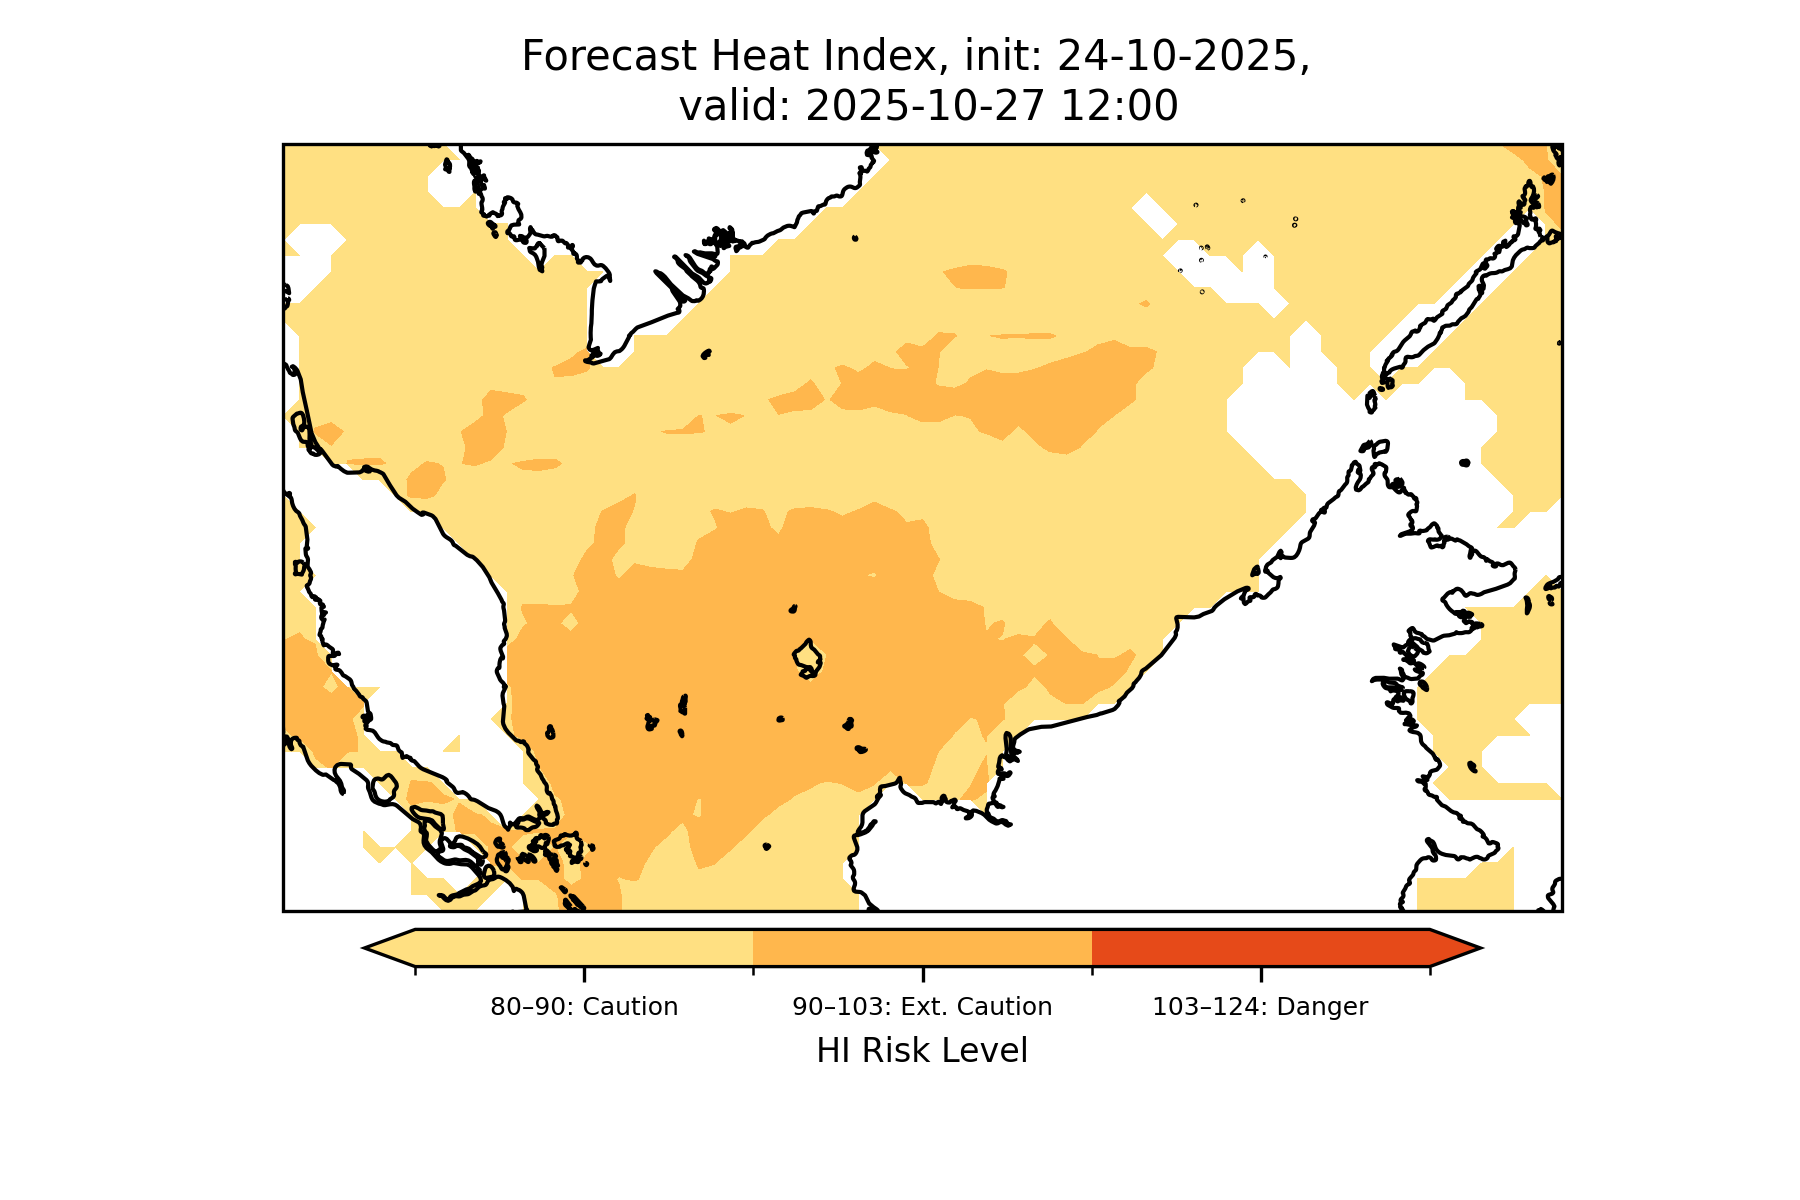 Forecast Heat Index, init: 24-10-2025,
valid: 2025-10-27 12:00
80–90: Caution
90–103: Ext. Caution
103–124: Danger
HI Risk Level